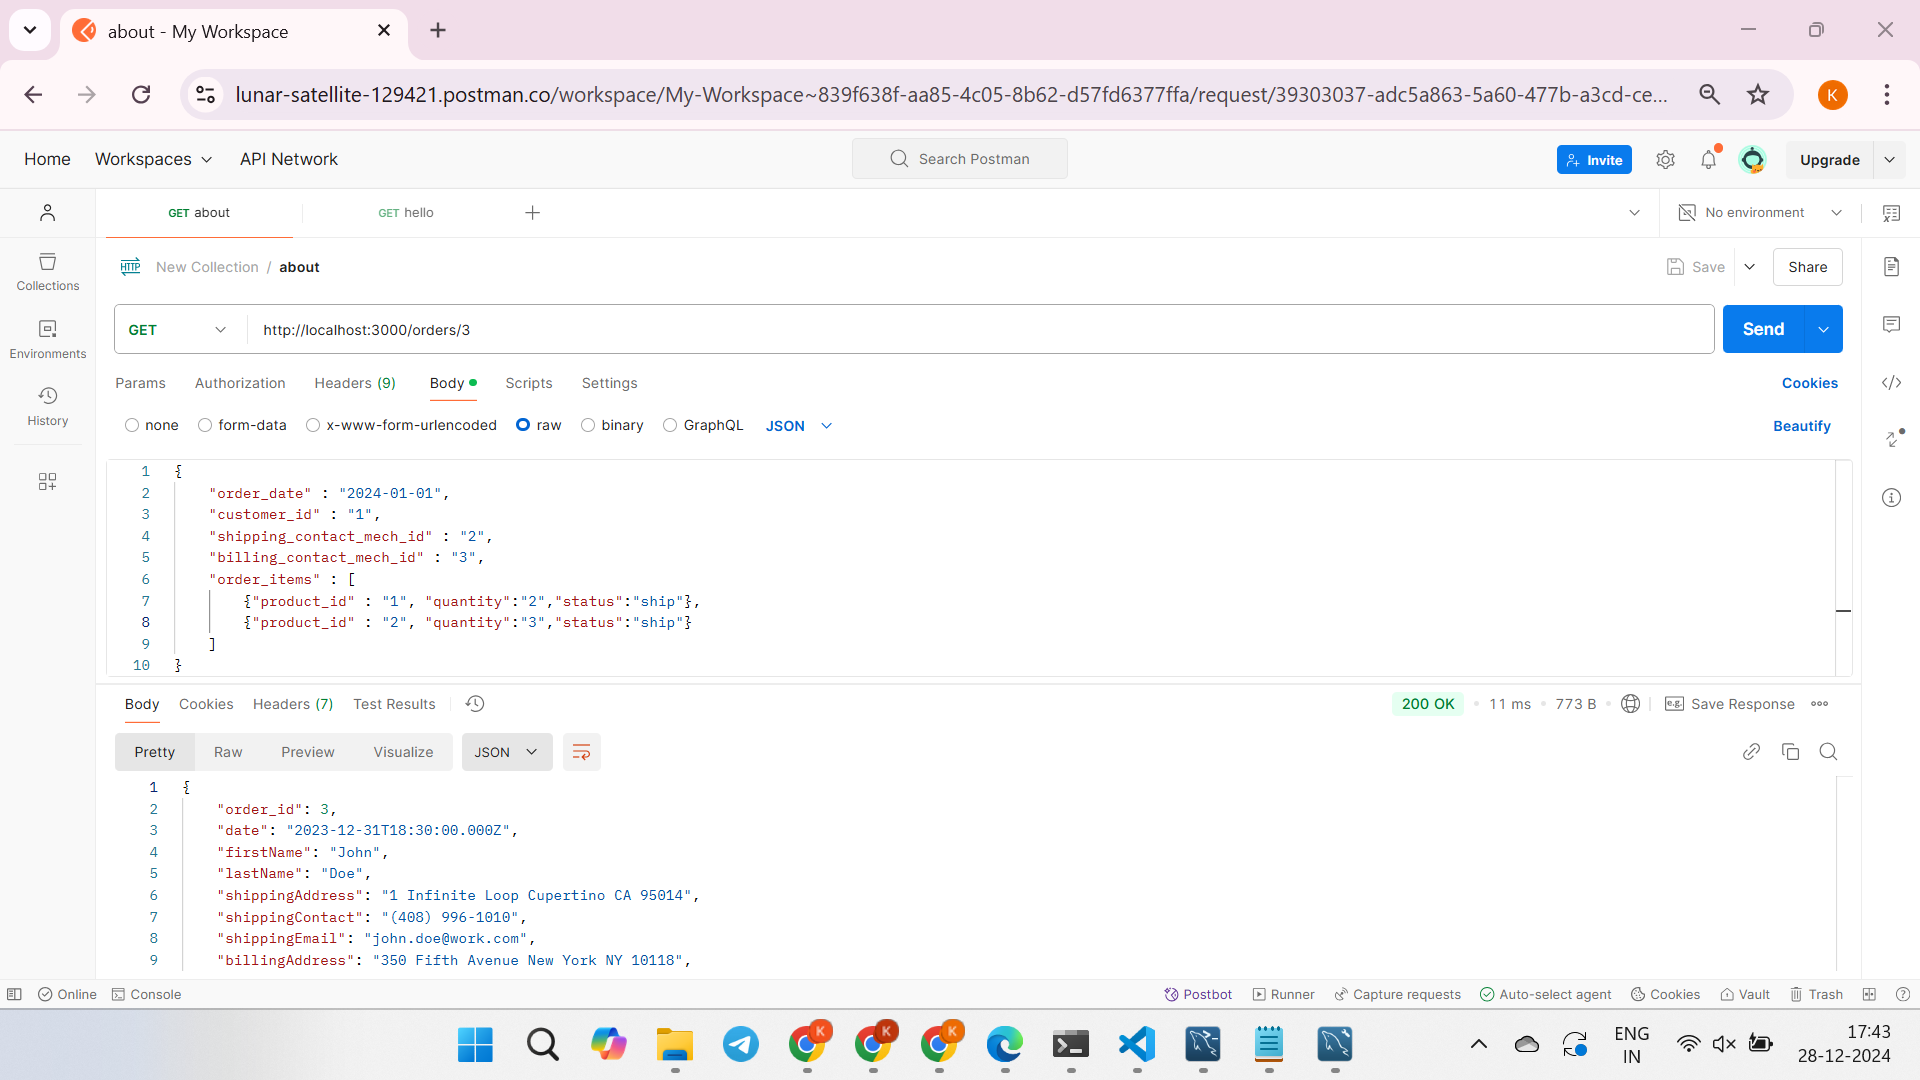 about - My Workspace
lunar-satellite-129421.postman.co/workspace/My-Workspace~839f638f-aa85-4c05-8b62-d57fd6377ffa/request/39303037-adc5a863-5a60-477b-a3cd-ce...
K
Home Workspaces API Network Search Postman Invite Upgrade
GET about GET hello No environment
HTTP New Collection / about Save Share
Collections
Environments
History
GET http://localhost:3000/orders/3 Send
Params Authorization Headers (9) Body Scripts Settings Cookies
none form-data x-www-form-urlencoded raw binary GraphQL JSON Beautify
1 {
2 "order_date" : "2024-01-01",
3 "customer_id" : "1",
4 "shipping_contact_mech_id" : "2",
5 "billing_contact_mech_id" : "3",
6 "order_items" : [
7 {"product_id" : "1", "quantity":"2","status":"ship"},
8 {"product_id" : "2", "quantity":"3","status":"ship"}
9 ]
10 }
Body Cookies Headers (7) Test Results 200 OK 11 ms 773 B e.g. Save Response
Pretty Raw Preview Visualize JSON
1 {
2 "order_id": 3,
3 "date": "2023-12-31T18:30:00.000Z",
4 "firstName": "John",
5 "lastName": "Doe",
6 "shippingAddress": "1 Infinite Loop Cupertino CA 95014",
7 "shippingContact": "(408) 996-1010",
8 "shippingEmail": "john.doe@work.com",
9 "billingAddress": "350 Fifth Avenue New York NY 10118",
Online Console Postbot Runner Capture requests Auto-select agent Cookies Vault Trash
K K K
ENG
IN
17:43
28-12-2024